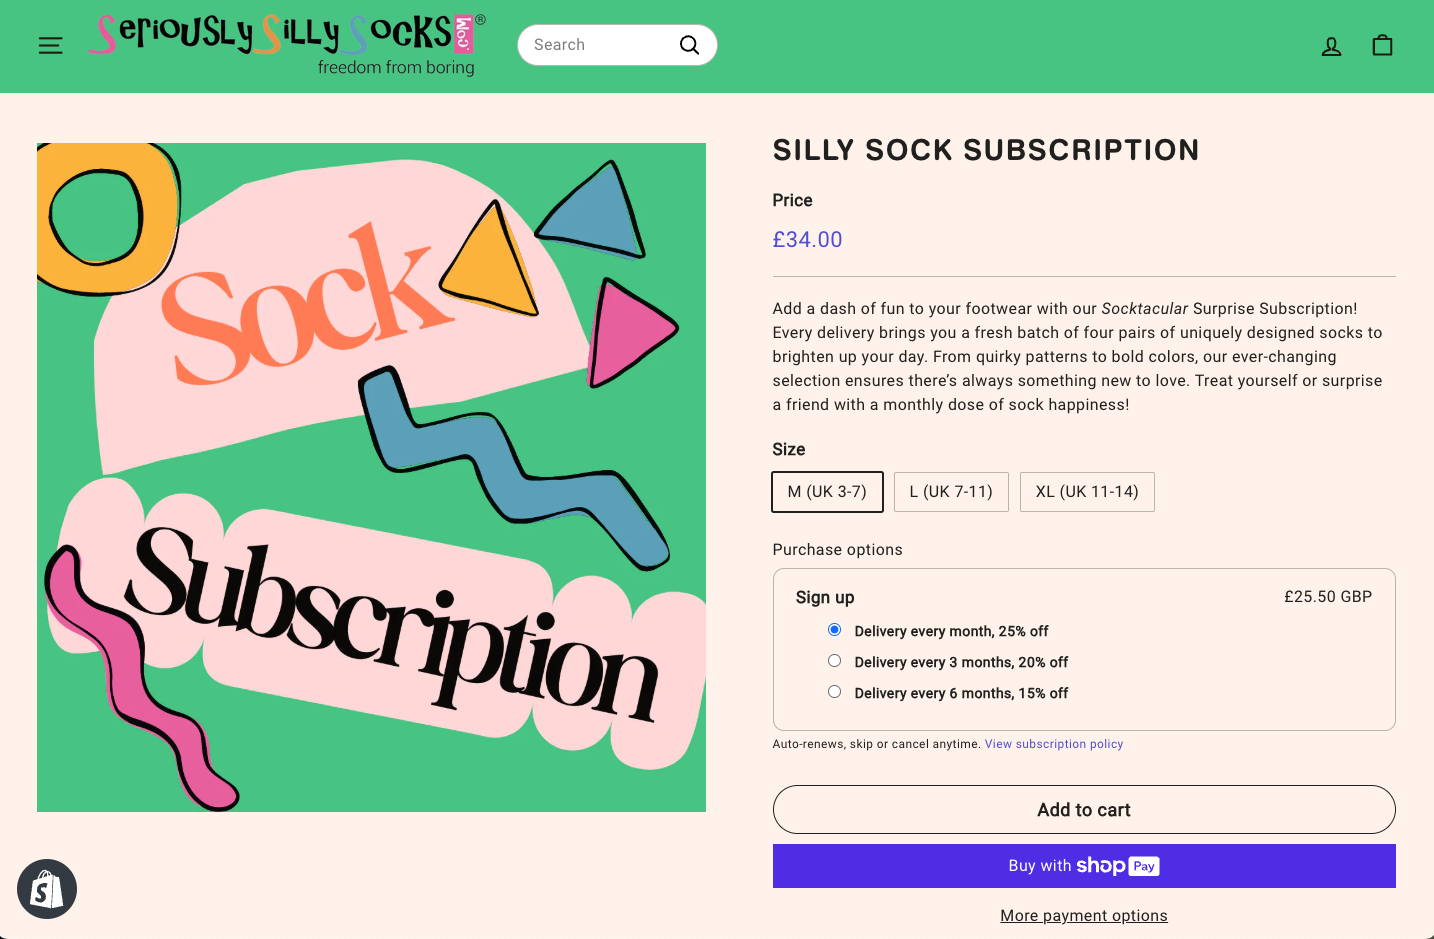 Seriously Silly Socks .com ®
freedom from boring
Search
Sock
Subscription
SILLY SOCK SUBSCRIPTION
Price
£34.00
Add a dash of fun to your footwear with our Socktacular Surprise Subscription!
Every delivery brings you a fresh batch of four pairs of uniquely designed socks to
brighten up your day. From quirky patterns to bold colors, our ever-changing
selection ensures there’s always something new to love. Treat yourself or surprise
a friend with a monthly dose of sock happiness!
Size
M (UK 3-7) L (UK 7-11) XL (UK 11-14)
Purchase options
Sign up £25.50 GBP
Delivery every month, 25% off
Delivery every 3 months, 20% off
Delivery every 6 months, 15% off
Auto-renews, skip or cancel anytime. View subscription policy
Add to cart
Buy with shop Pay
More payment options